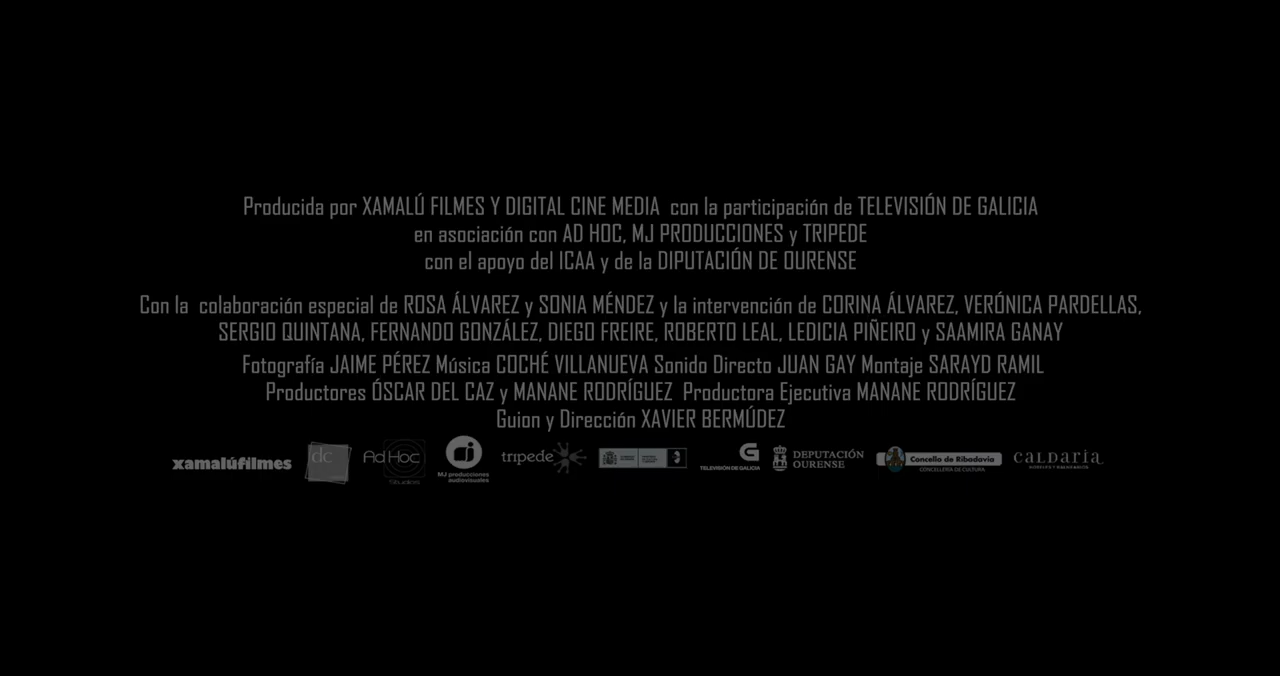 Producida por XAMALÚ FILMES Y DIGITAL CINE MEDIA con la participación de TELEVISIÓN DE GALICIA
en asociación con AD HOC, MJ PRODUCCIONES y TRIPEDE
con el apoyo del ICAA y de la DIPUTACIÓN DE OURENSE
Con la colaboración especial de ROSA ÁLVAREZ y SONIA MÉNDEZ y la intervención de CORINA ÁLVAREZ, VERÓNICA PARDELLAS,
SERGIO QUINTANA, FERNANDO GONZÁLEZ, DIEGO FREIRE, ROBERTO LEAL, LEDICIA PIÑEIRO y SAAMIRA GANAY
Fotografía JAIME PÉREZ Música COCHÉ VILLANUEVA Sonido Directo JUAN GAY Montaje SARAYD RAMIL
Productores ÓSCAR DEL CAZ y MANANE RODRÍGUEZ Productora Ejecutiva MANANE RODRÍGUEZ
Guion y Dirección XAVIER BERMÚDEZ
xamalúfilmes
dc
AdHoc
Studios
MJ producciones
audiovisuales
tripede
TELEVISIÓN DE GALICIA
DEPUTACIÓN
OURENSE
Concello de Ribadavia
CONCELLERIA DE CULTURA
CALDARIA